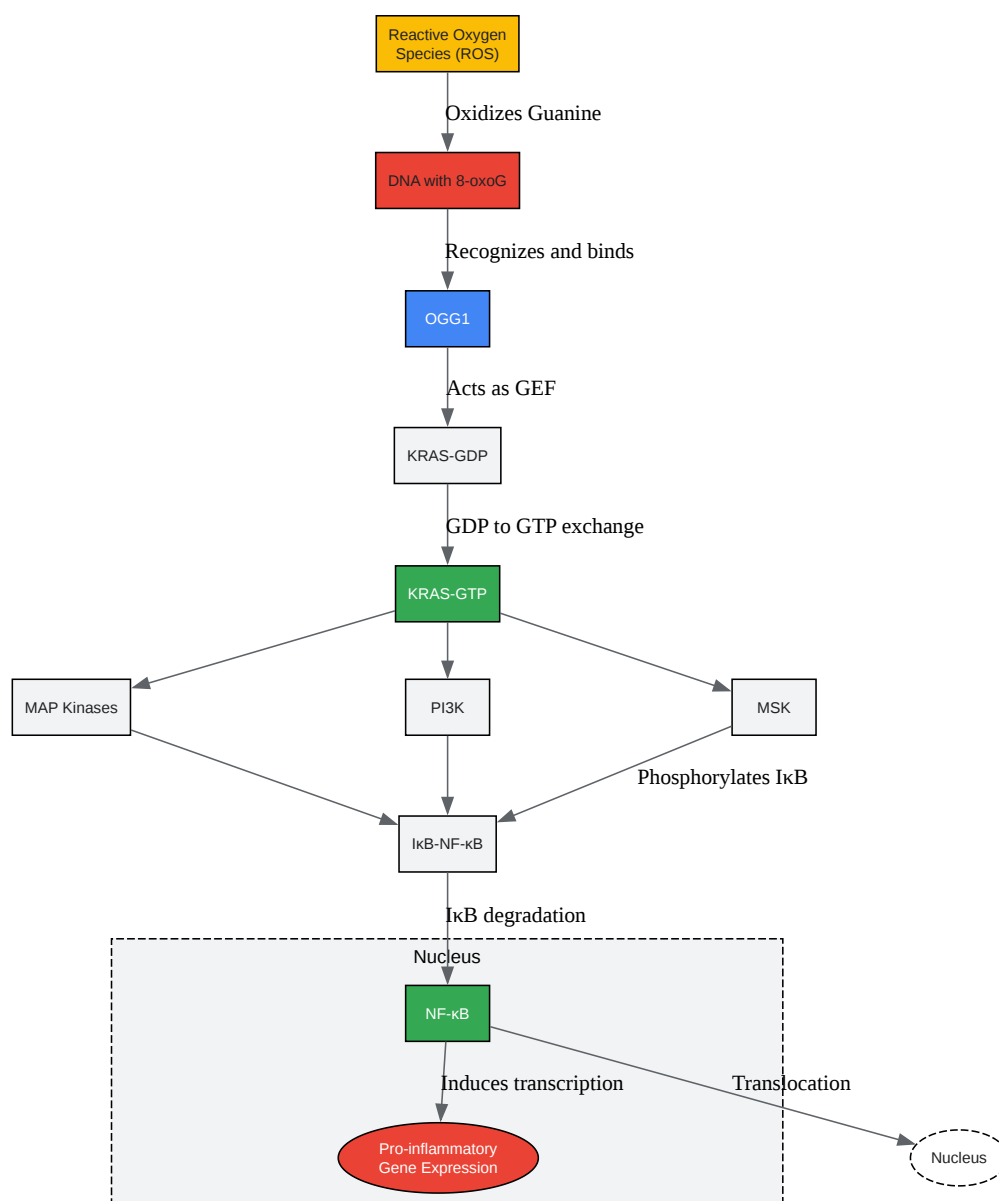 Reactive Oxygen
Species (ROS)
Oxidizes Guanine
DNA with 8-oxoG
Recognizes and binds
OGG1
Acts as GEF
KRAS-GDP
GDP to GTP exchange
KRAS-GTP
MAP Kinases
PI3K
MSK
Phosphorylates IκB
IκB-NF-κB
IκB degradation
Nucleus
NF-κB
Induces transcription
Translocation
Pro-inflammatory
Gene Expression
Nucleus